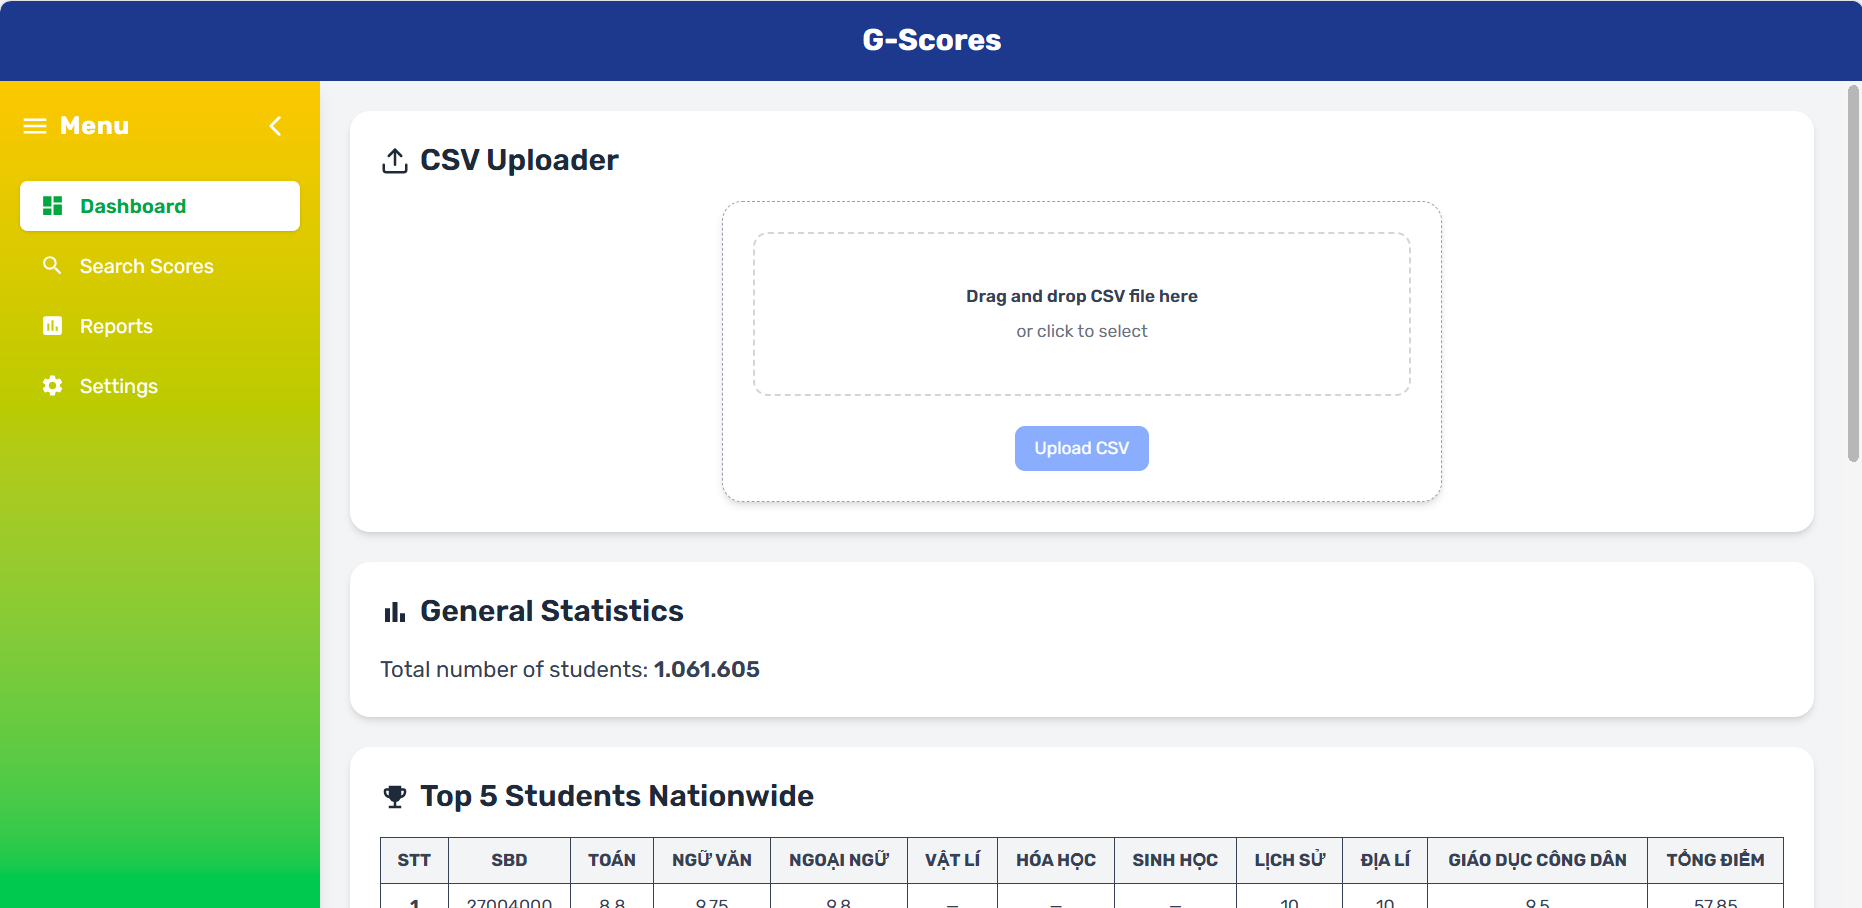 G-Scores
Menu
Dashboard
Search Scores
Reports
Settings
CSV Uploader
Drag and drop CSV file here
or click to select
Upload CSV
General Statistics
Total number of students: 1.061.605
Top 5 Students Nationwide
STT SBD TOÁN NGỮ VĂN NGOẠI NGỮ VẬT LÍ HÓA HỌC SINH HỌC LỊCH SỬ ĐỊA LÍ GIÁO DỤC CÔNG DÂN TỔNG ĐIỂM
1 27004000 8.8 9.75 9.8 — — — 10 10 9.5 57.85